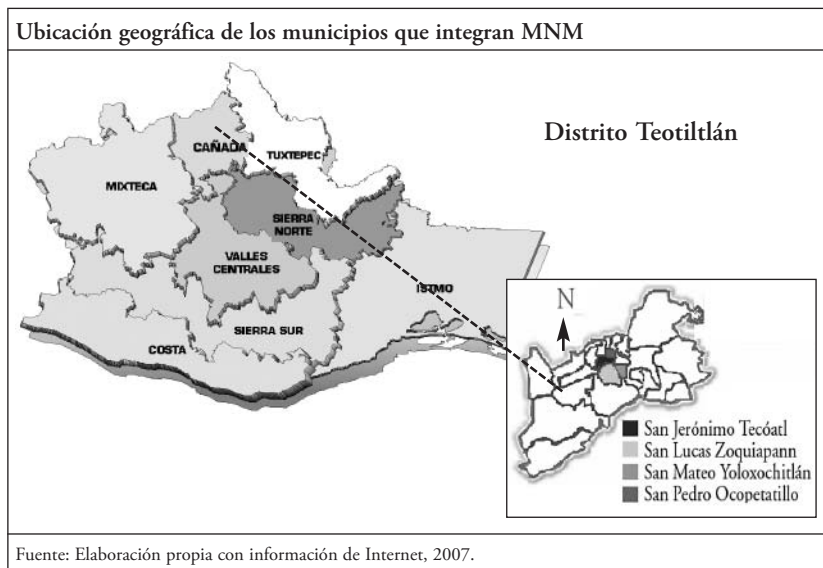 Ubicación geográfica de los municipios que integran MNM
Distrito Teotiltlán
CAÑADA
TUXTEPEC
MIXTECA
SIERRA
NORTE
VALLES
CENTRALES
ISTMO
SIERRA SUR
COSTA
N
San Jerónimo Tecóatl
San Lucas Zoquiapann
San Mateo Yoloxochitlán
San Pedro Ocopetatillo
Fuente: Elaboración propia con información de Internet, 2007.